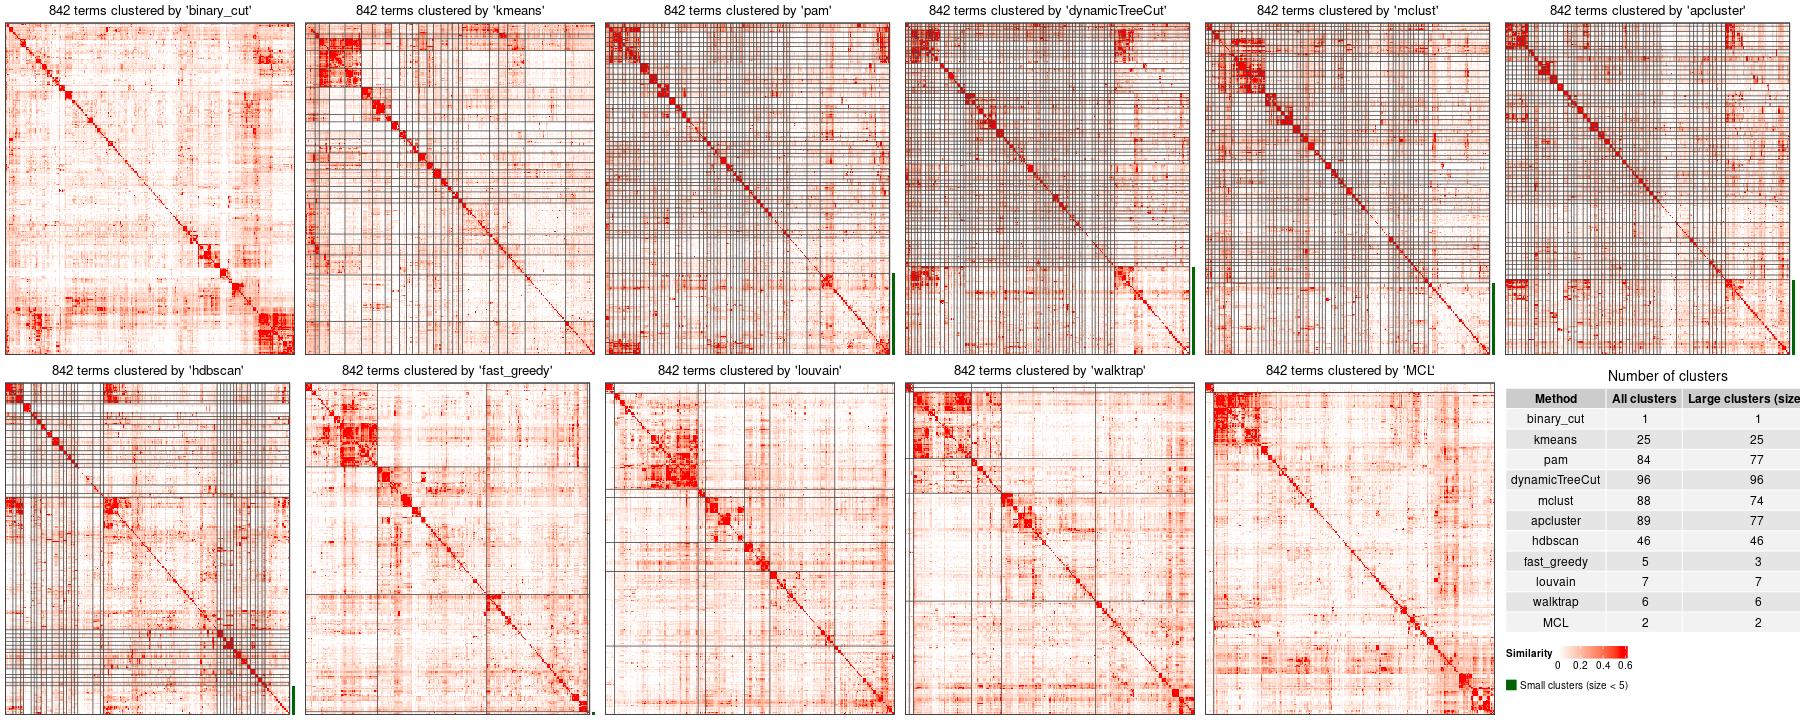 842 terms clustered by 'binary_cut'
842 terms clustered by 'kmeans'
842 terms clustered by 'pam'
842 terms clustered by 'dynamicTreeCut'
842 terms clustered by 'mclust'
842 terms clustered by 'apcluster'
842 terms clustered by 'hdbscan'
842 terms clustered by 'fast_greedy'
842 terms clustered by 'louvain'
842 terms clustered by 'walktrap'
842 terms clustered by 'MCL'
Number of clusters
Method All clusters Large clusters (size
binary_cut 1 1
kmeans 25 25
pam 84 77
dynamicTreeCut 96 96
mclust 88 74
apcluster 89 77
hdbscan 46 46
fast_greedy 5 3
louvain 7 7
walktrap 6 6
MCL 2 2
Similarity
0 0.2 0.4 0.6
Small clusters (size < 5)